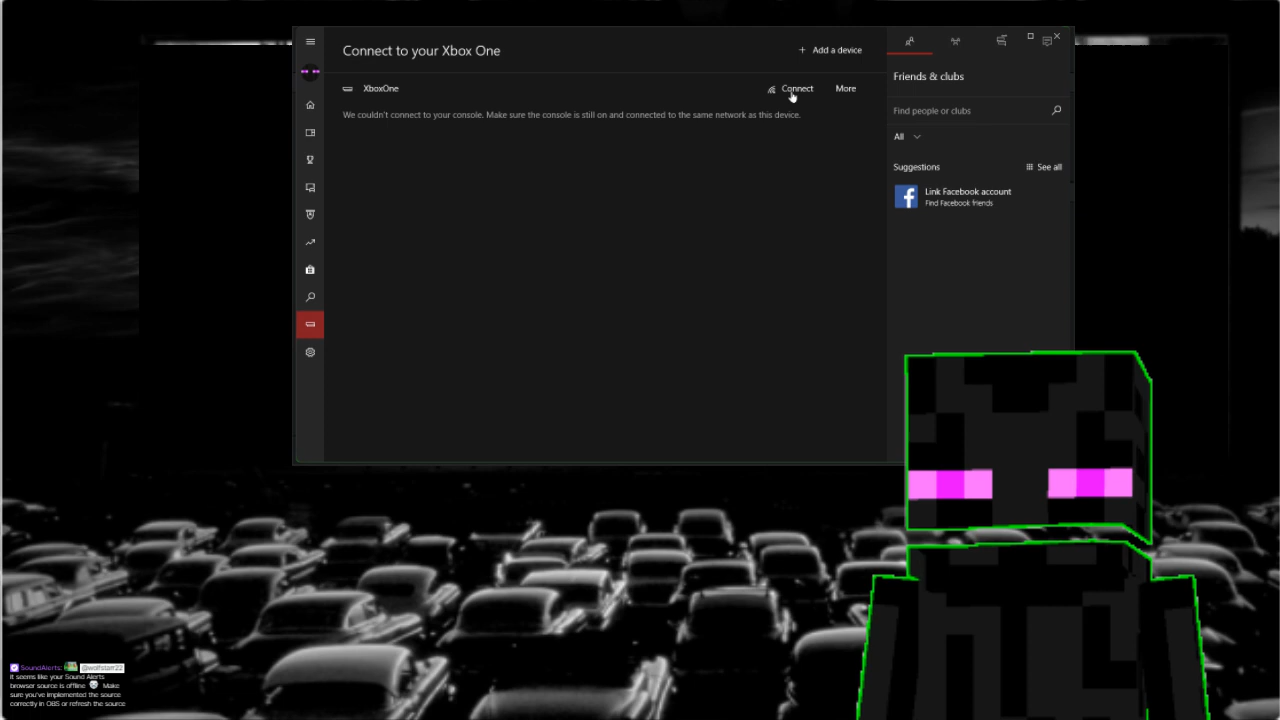 Connect to your Xbox One
+ Add a device
XboxOne
Connect
More
We couldn't connect to your console. Make sure the console is still on and connected to the same network as this device.
Friends & clubs
Find people or clubs
All
Suggestions
See all
Link Facebook account
Find Facebook friends
SoundAlerts: @wolfstarr22
It seems like your Sound Alerts
browser source is offline Make
sure you've implemented the source
correctly in OBS or refresh the source